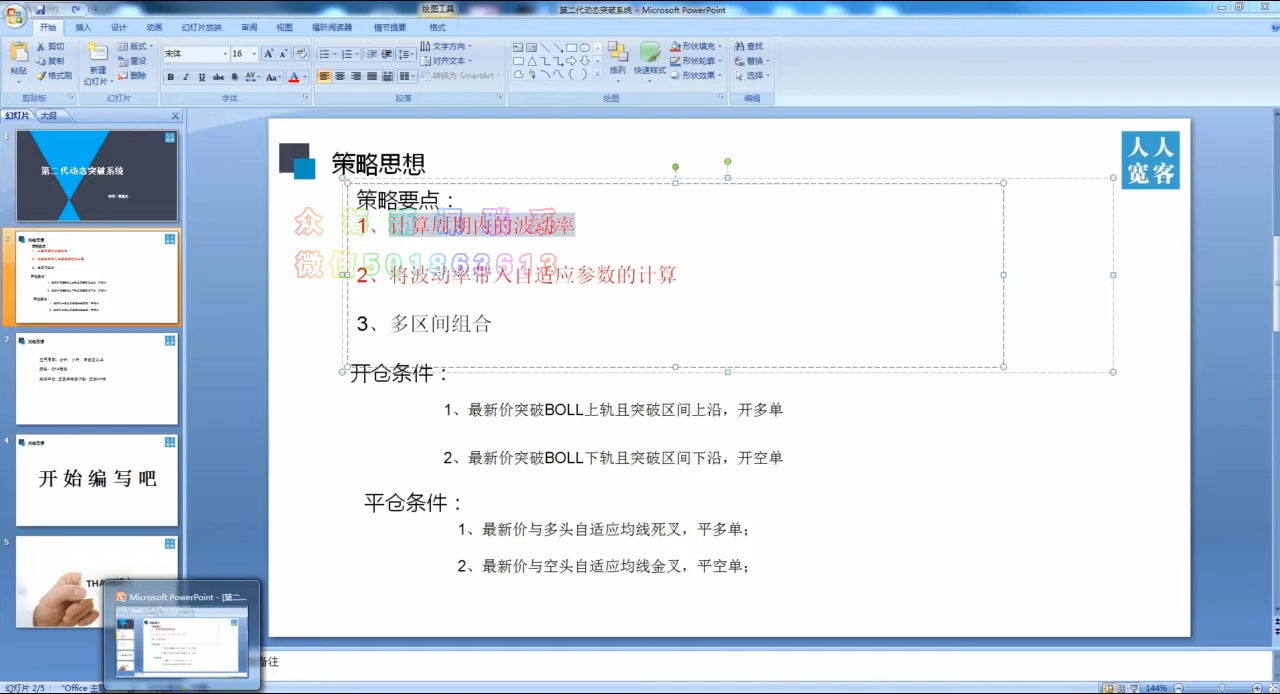 绘图工具
第二代动态突破系统 - Microsoft PowerPoint
开始 插入 设计 动画 幻灯片放映 审阅 视图 福昕阅读器 情节提要 格式
粘贴 剪切 复制 格式刷 新建 幻灯片 版式 重设 删除 宋体 16 文字方向 对齐文本 转换为 SmartArt 排列 快速样式 形状填充 形状轮廓 形状效果 查找 替换 选择
剪贴板 幻灯片 字体 段落 绘图 编辑
幻灯片 大纲
1
第二代动态突破系统
2
3
4
开始编写吧
5
策略思想
人人
宽客
策略要点：
1、计算周期内的波动率
微信501863613
2、将波动率带入自适应参数的计算
3、多区间组合
开仓条件：
1、最新价突破BOLL上轨且突破区间上沿，开多单
2、最新价突破BOLL下轨且突破区间下沿，开空单
平仓条件：
1、最新价与多头自适应均线死叉，平多单；
2、最新价与空头自适应均线金叉，平空单；
Microsoft PowerPoint - [第二...
备注
幻灯片 2/5 "Office 主
144%